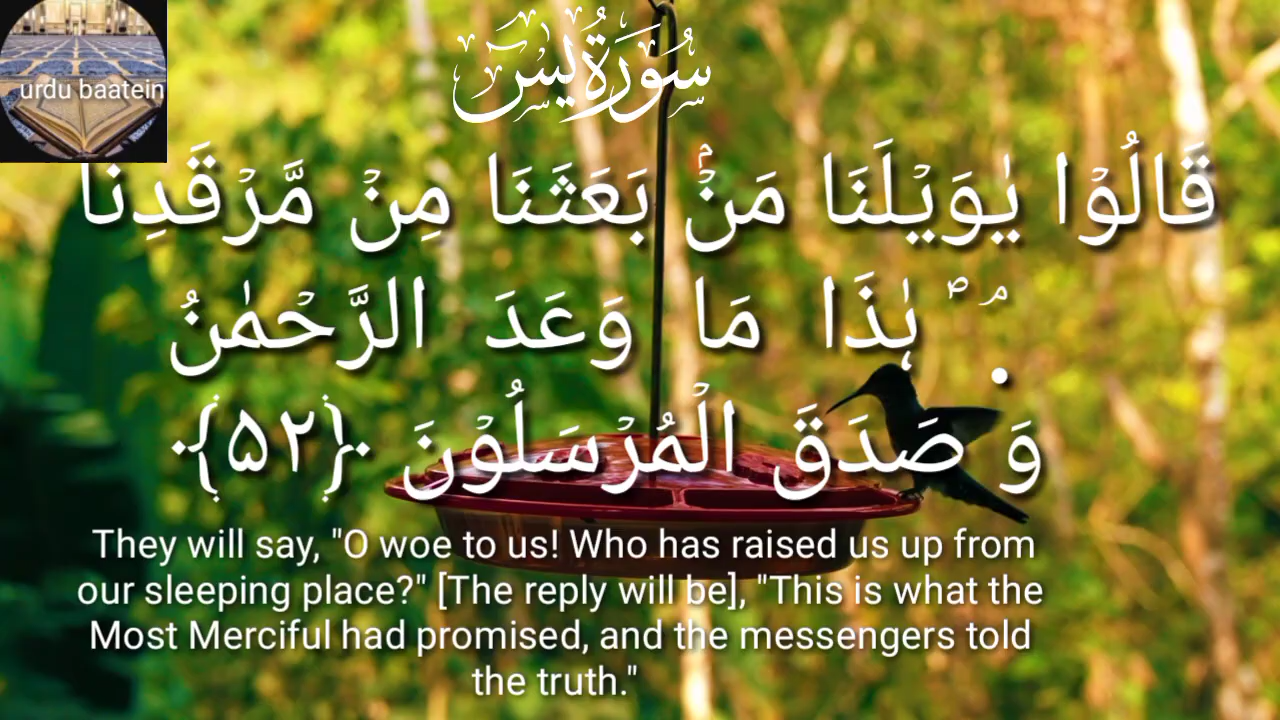 urdu baatein
سُوۡرَةُ یٰسٓ
قَالُوۡا یٰوَیۡلَنَا مَنۡۢ بَعَثَنَا مِنۡ مَّرۡقَدِنَا
ۘؐ ہٰذَا مَا وَعَدَ الرَّحۡمٰنُ
وَ صَدَقَ الۡمُرۡسَلُوۡنَ ﴿۵۲﴾
They will say, "O woe to us! Who has raised us up from
our sleeping place?" [The reply will be], "This is what the
Most Merciful had promised, and the messengers told
the truth."